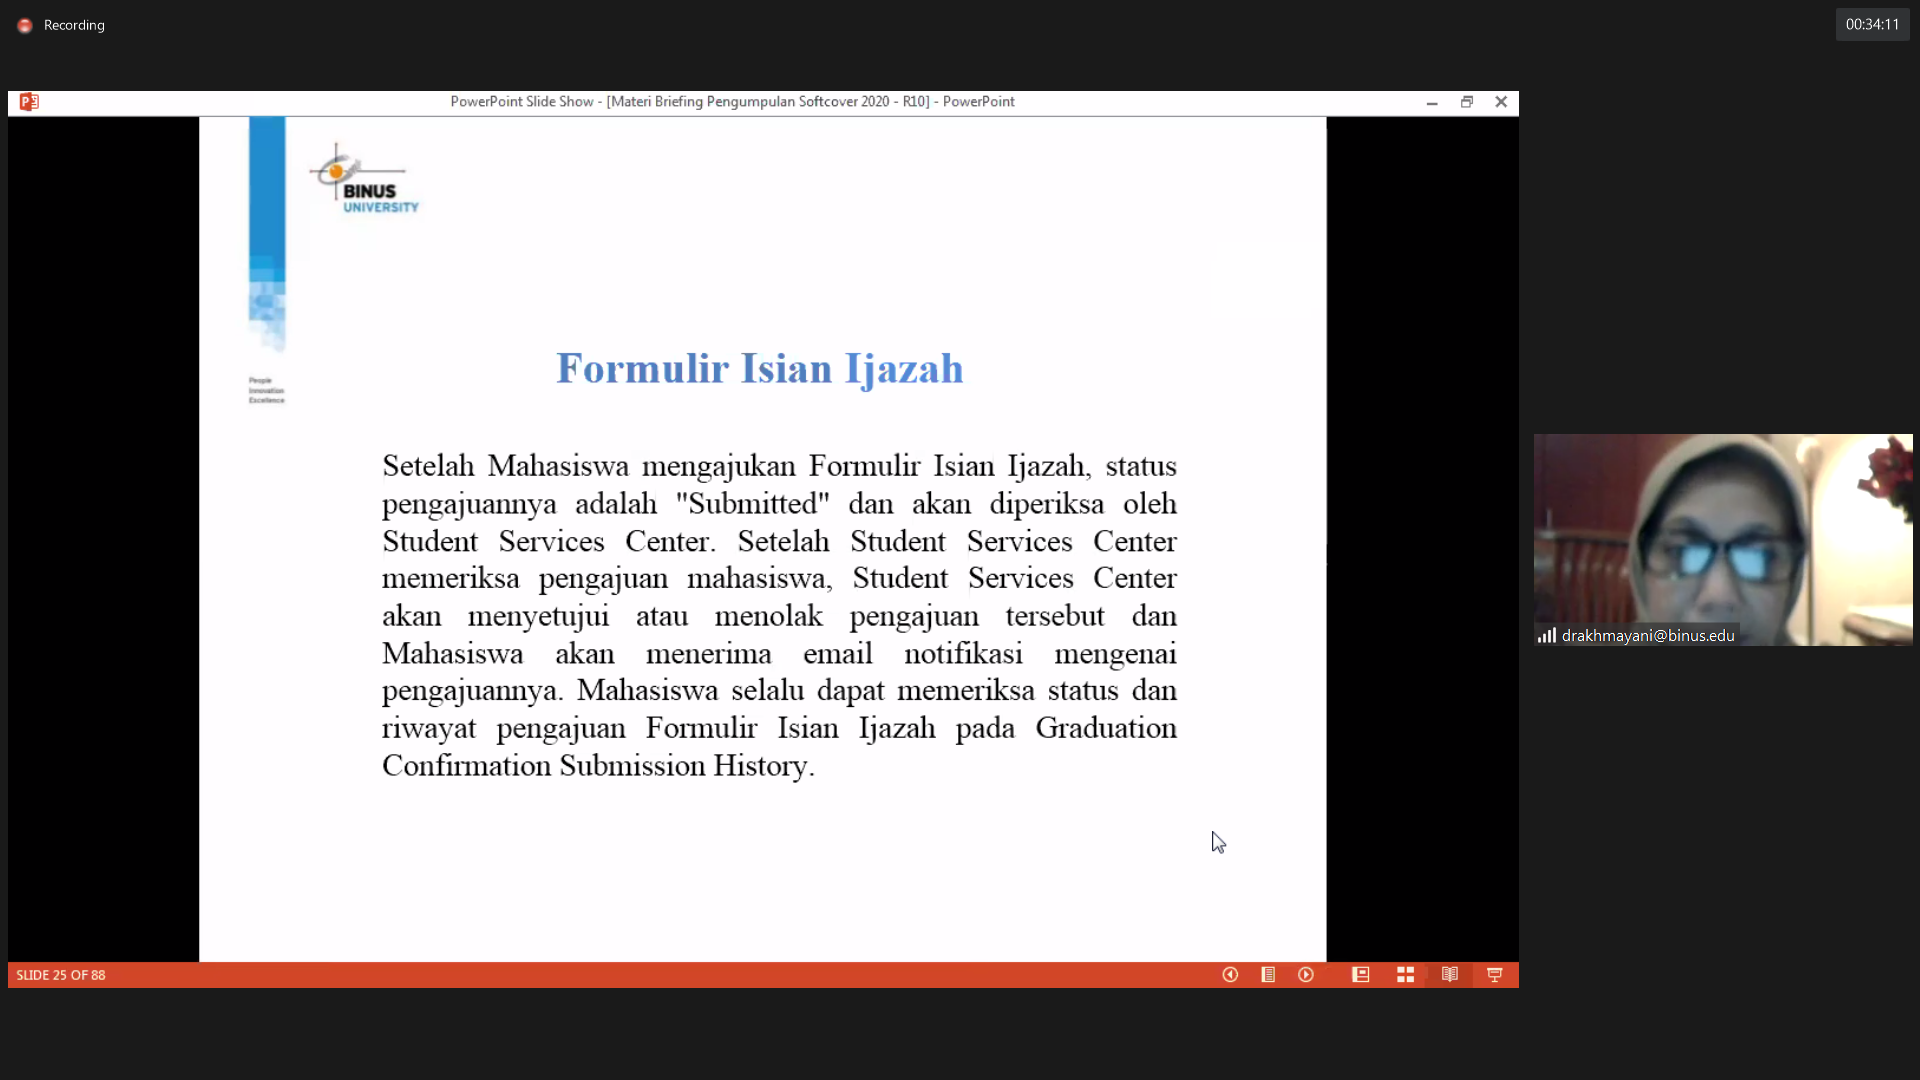 Recording
00:34:11
PowerPoint Slide Show - [Materi Briefing Pengumpulan Softcover 2020 - R10] - PowerPoint
BINUS
UNIVERSITY
People
Innovation
Excellence
Formulir Isian Ijazah
Setelah Mahasiswa mengajukan Formulir Isian Ijazah, status
pengajuannya adalah "Submitted" dan akan diperiksa oleh
Student Services Center. Setelah Student Services Center
memeriksa pengajuan mahasiswa, Student Services Center
akan menyetujui atau menolak pengajuan tersebut dan
Mahasiswa akan menerima email notifikasi mengenai
pengajuannya. Mahasiswa selalu dapat memeriksa status dan
riwayat pengajuan Formulir Isian Ijazah pada Graduation
Confirmation Submission History.
drakhmayani@binus.edu
SLIDE 25 OF 88